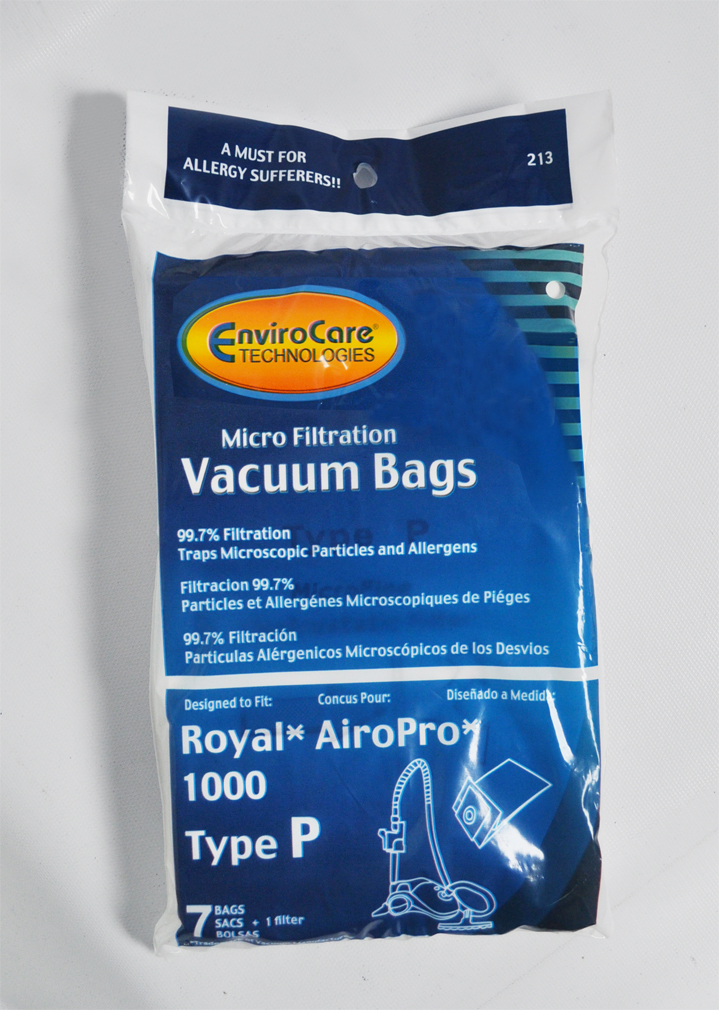 A MUST FOR
ALLERGY SUFFERERS!!
213
EnviroCare®
TECHNOLOGIES
Micro Filtration
Vacuum Bags
99.7% Filtration
Traps Microscopic Particles and Allergens
Filtracion 99.7%
Particles et Allergénes Microscopiques de Piéges
99.7% Filtración
Particulas Alérgenicos Microscópicos de los Desvios
Designed to Fit: Concus Pour: Diseñado a Medida:
Royal* AiroPro*
1000
Type P
7 BAGS
SACS + 1 filter
BOLSAS
Type P